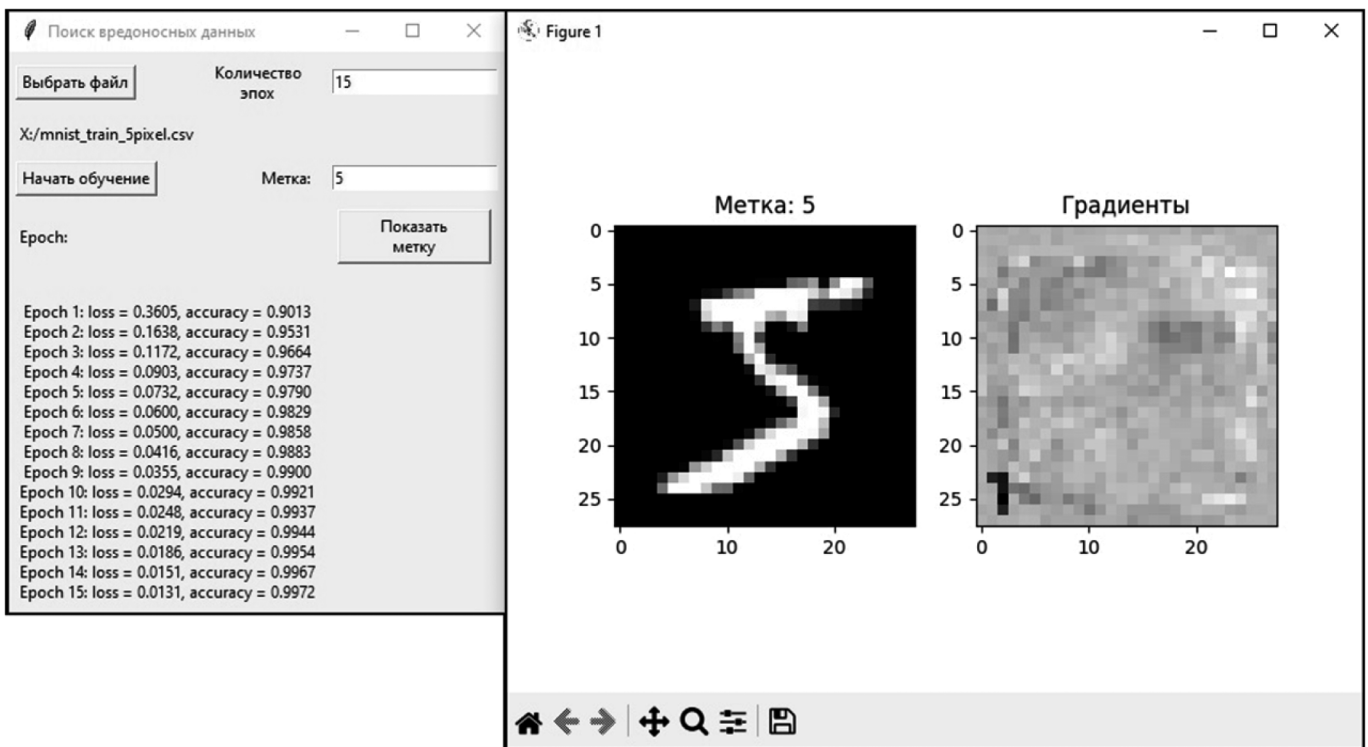 Поиск вредоносных данных
Выбрать файл
Количество
эпох
15
X:/mnist_train_5pixel.csv
Начать обучение
Метка:
5
Epoch:
Показать
метку
Epoch 1: loss = 0.3605, accuracy = 0.9013
Epoch 2: loss = 0.1638, accuracy = 0.9531
Epoch 3: loss = 0.1172, accuracy = 0.9664
Epoch 4: loss = 0.0903, accuracy = 0.9737
Epoch 5: loss = 0.0732, accuracy = 0.9790
Epoch 6: loss = 0.0600, accuracy = 0.9829
Epoch 7: loss = 0.0500, accuracy = 0.9858
Epoch 8: loss = 0.0416, accuracy = 0.9883
Epoch 9: loss = 0.0355, accuracy = 0.9900
Epoch 10: loss = 0.0294, accuracy = 0.9921
Epoch 11: loss = 0.0248, accuracy = 0.9937
Epoch 12: loss = 0.0219, accuracy = 0.9944
Epoch 13: loss = 0.0186, accuracy = 0.9954
Epoch 14: loss = 0.0151, accuracy = 0.9967
Epoch 15: loss = 0.0131, accuracy = 0.9972
Figure 1
Метка: 5
0
5
10
15
20
25
0 10 20
Градиенты
0
5
10
15
20
25
0 10 20